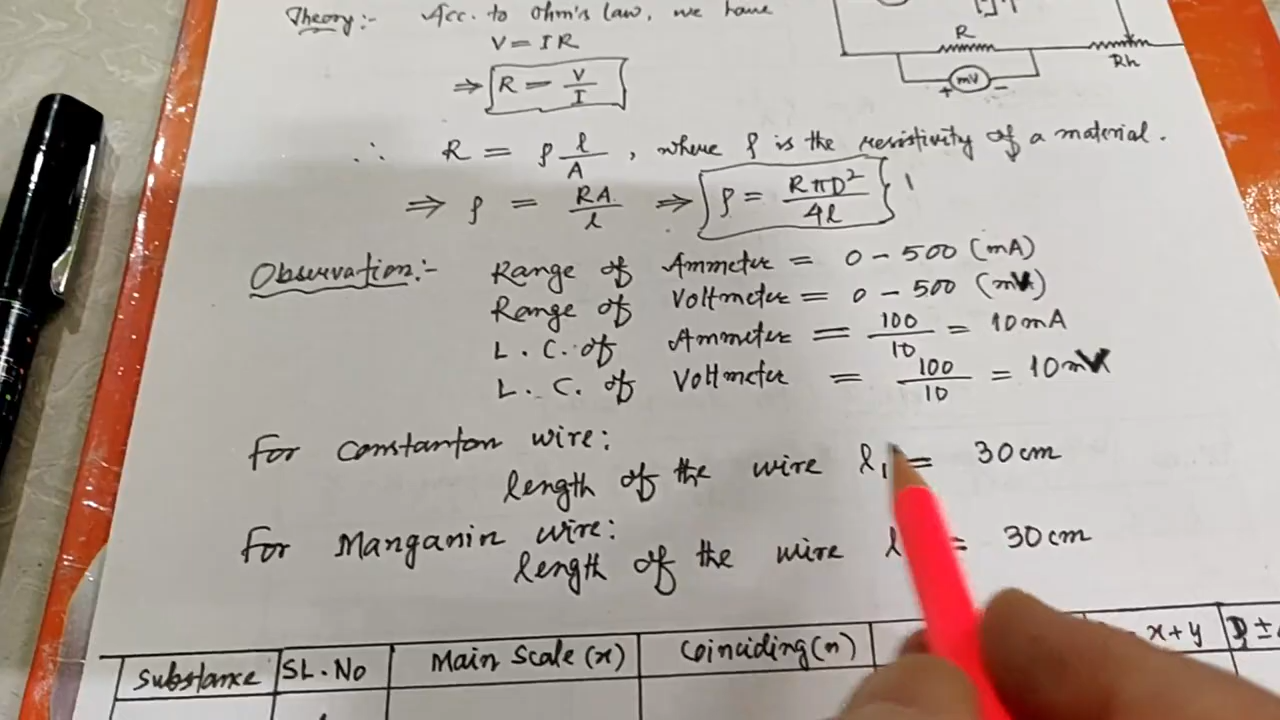 Theory:- Acc. to Ohm's law, we have
V = IR
⇒ R = V/I
R
Rh
+ mV −
∴ R = ρ l/A, where ρ is the resistivity of a material.
⇒ ρ = RA/l ⇒ ρ = RπD²/4l
Observation:- Range of Ammeter = 0 - 500 (mA)
Range of Voltmeter = 0 - 500 (mV)
L. C. of Ammeter = 100/10 = 10mA
L. C. of Voltmeter = 100/10 = 10mV
For Constanton wire:
length of the wire l₁ = 30cm
For Manganin wire:
length of the wire l = 30cm
Substance SL. No Main Scale (x) Coinciding (n) x+y D ±